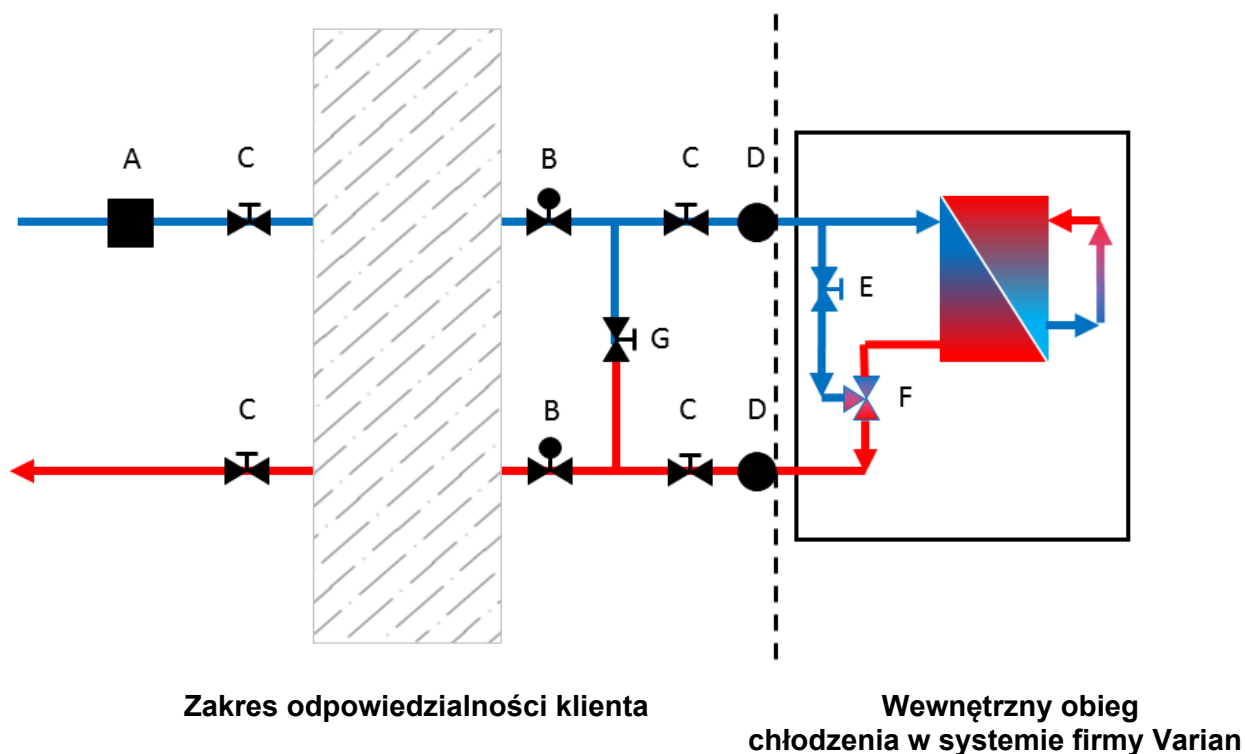 A
C
B
C
D
E
G
F
C
B
C
D
Zakres odpowiedzialności klienta
Wewnętrzny obieg
chłodzenia w systemie firmy Varian